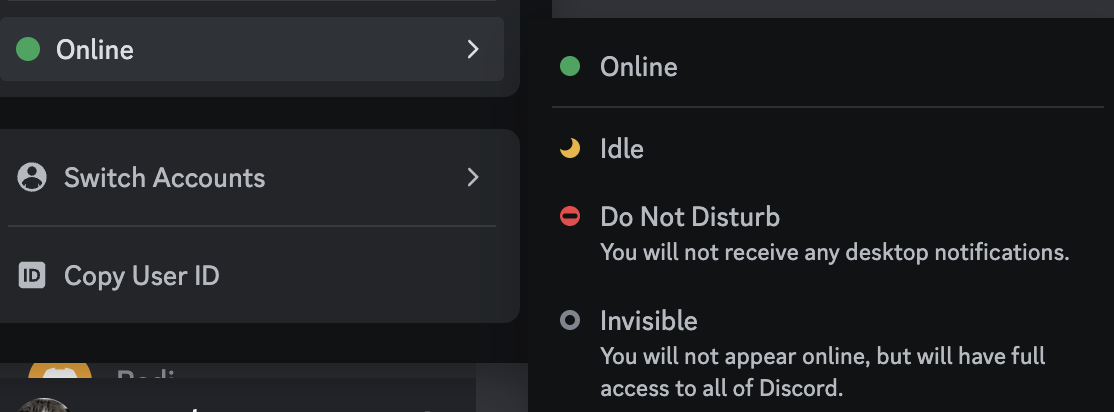 Online
Switch Accounts
ID
Copy User ID
Online
Idle
Do Not Disturb
You will not receive any desktop notifications.
Invisible
You will not appear online, but will have full
access to all of Discord.